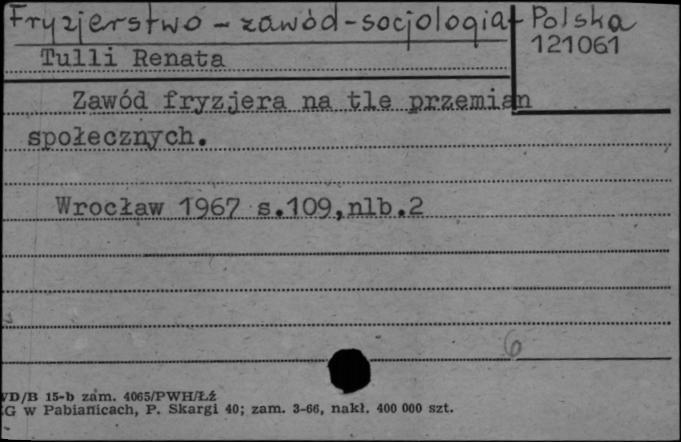 Fryzjerstwo - zawód - socjologia - Polska
121061
Tulli Renata
Zawód fryzjera na tle przemian
społecznych.
Wrocław 1967 s.109,nlb.2
6
VD/B 15-b zam. 4065/PWH/Łź
ZG w Pabianicach, P. Skargi 40; zam. 3-66, nakł. 400 000 szt.